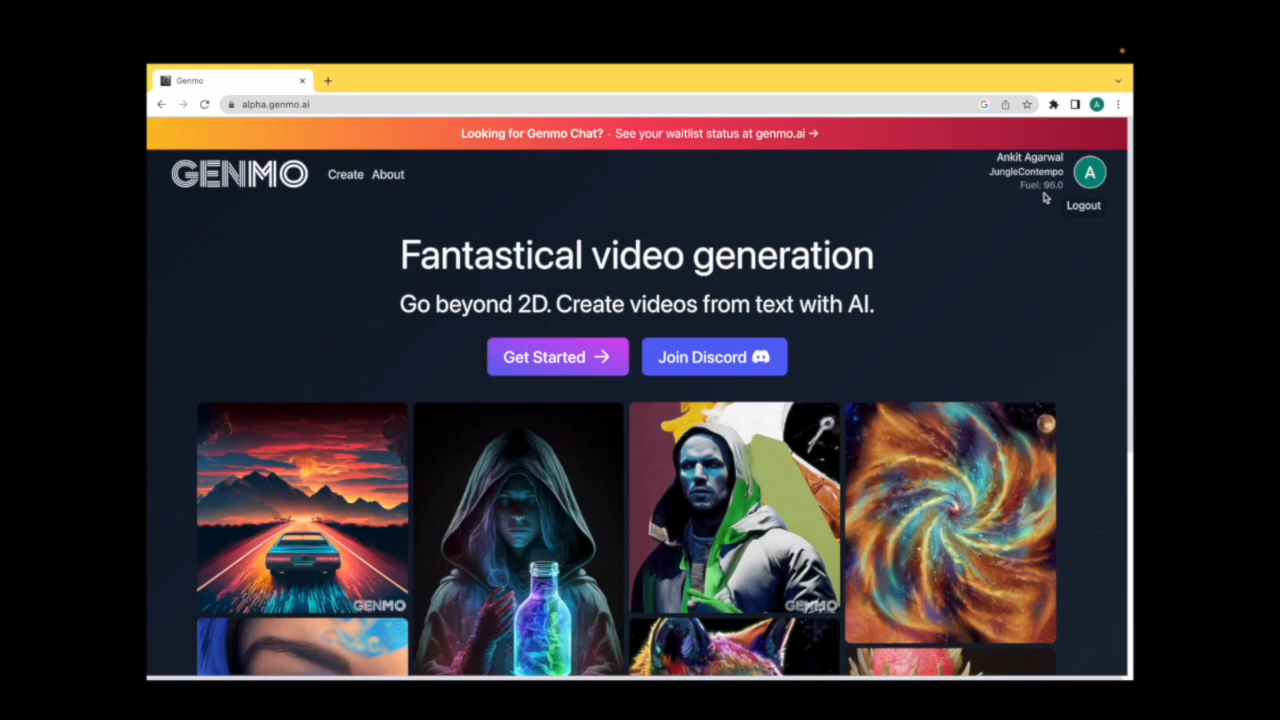 Genmo
alpha.genmo.ai
A
Looking for Genmo Chat? · See your waitlist status at genmo.ai →
GENMO
Create About
Ankit Agarwal
JungleContempo
Fuel: 96.0
A
Logout
Fantastical video generation
Go beyond 2D. Create videos from text with AI.
Get Started →
Join Discord
GENMO
GENMO